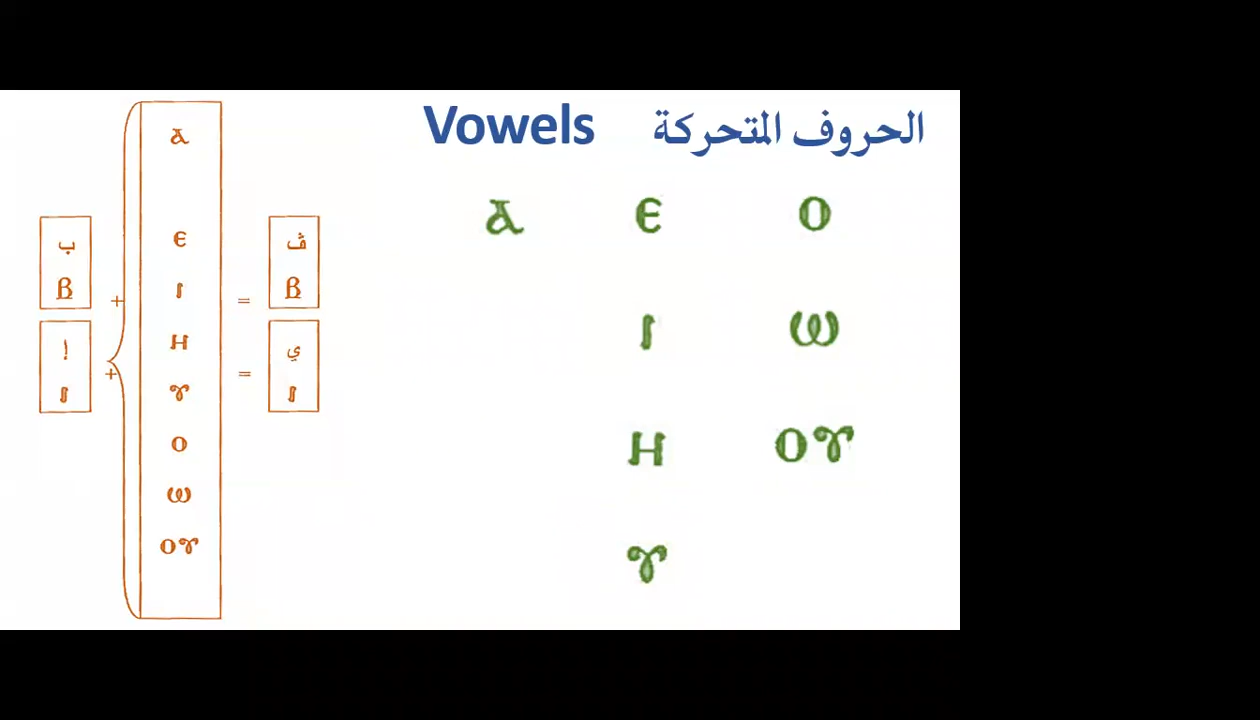 Vowels الحروف المتحركة
ⲁ ⲉ ⲟ
ⲓ ⲱ
ⲏ ⲟⲩ
ⲩ
ⲁ
ب ⲉ ڤ
ⲃ + ⲓ = ⲃ
إ ⲏ ي
ⲓ + ⲩ = ⲓ
ⲟ
ⲱ
ⲟⲩ